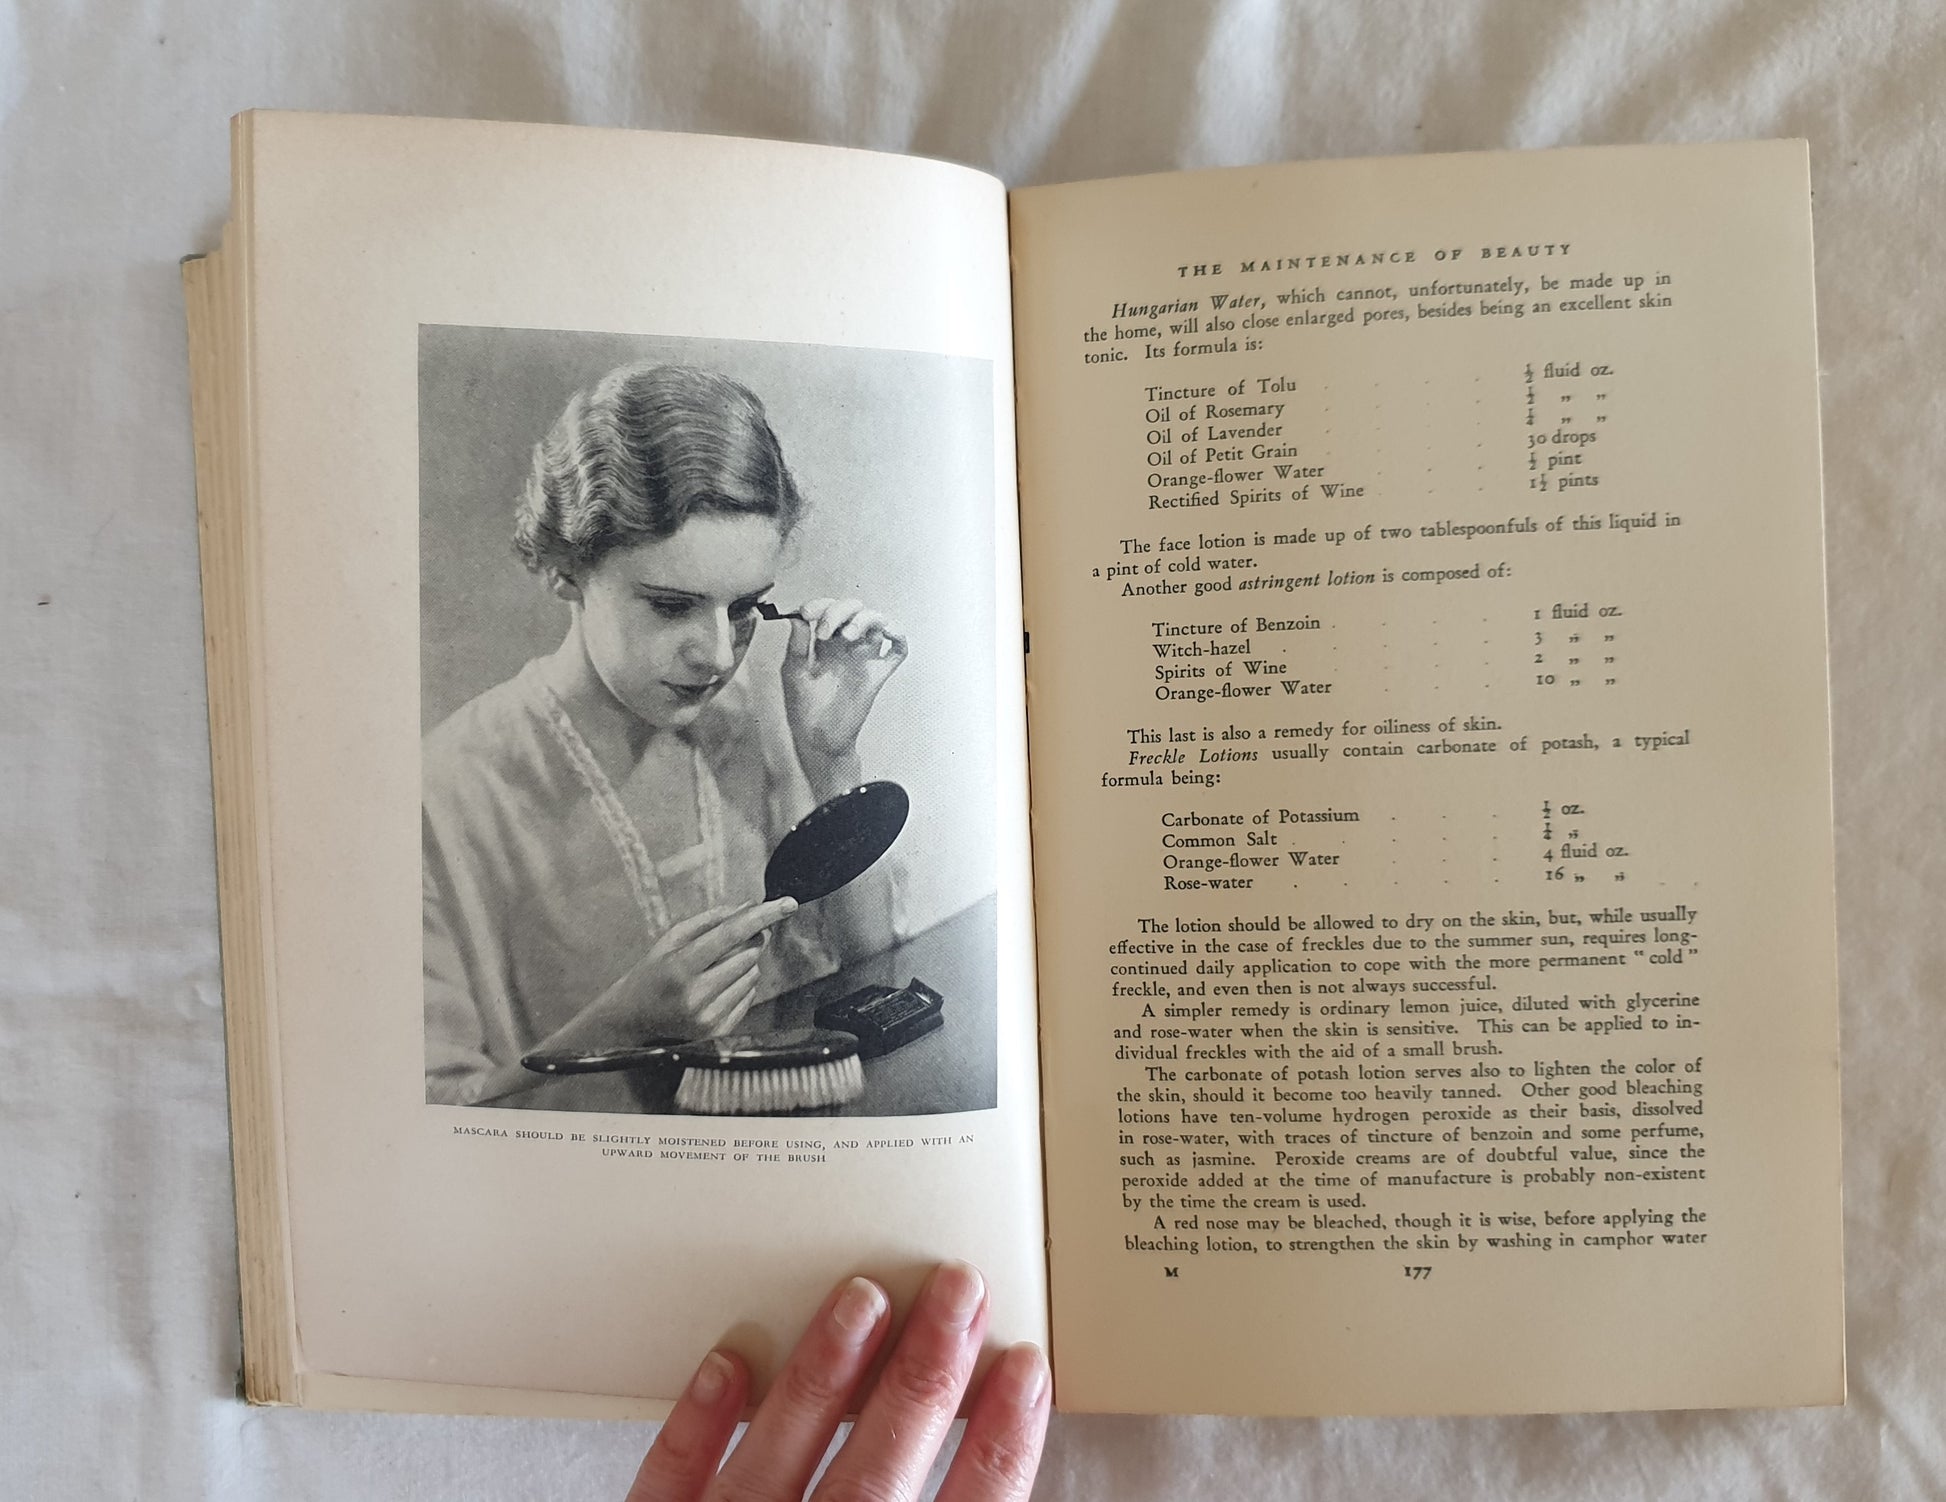 MASCARA SHOULD BE SLIGHTLY MOISTENED BEFORE USING, AND APPLIED WITH AN
UPWARD MOVEMENT OF THE BRUSH
THE MAINTENANCE OF BEAUTY
Hungarian Water, which cannot, unfortunately, be made up in
the home, will also close enlarged pores, besides being an excellent skin
tonic. Its formula is:
Tincture of Tolu . . . . ½ fluid oz.
Oil of Rosemary . . . . ½ „ „
Oil of Lavender . . . . ¼ „ „
Oil of Petit Grain . . . . 30 drops
Orange-flower Water . . . ½ pint
Rectified Spirits of Wine . . . 1½ pints
The face lotion is made up of two tablespoonfuls of this liquid in
a pint of cold water.
Another good astringent lotion is composed of:
Tincture of Benzoin . . . . 1 fluid oz.
Witch-hazel . . . . . 3 „ „
Spirits of Wine . . . . 2 „ „
Orange-flower Water . . . 10 „ „
This last is also a remedy for oiliness of skin.
Freckle Lotions usually contain carbonate of potash, a typical
formula being:
Carbonate of Potassium . . . ½ oz.
Common Salt . . . . . ¼ „
Orange-flower Water . . . 4 fluid oz.
Rose-water . . . . . 16 „ „
The lotion should be allowed to dry on the skin, but, while usually
effective in the case of freckles due to the summer sun, requires long-
continued daily application to cope with the more permanent "cold"
freckle, and even then is not always successful.
A simpler remedy is ordinary lemon juice, diluted with glycerine
and rose-water when the skin is sensitive. This can be applied to in-
dividual freckles with the aid of a small brush.
The carbonate of potash lotion serves also to lighten the color of
the skin, should it become too heavily tanned. Other good bleaching
lotions have ten-volume hydrogen peroxide as their basis, dissolved
in rose-water, with traces of tincture of benzoin and some perfume,
such as jasmine. Peroxide creams are of doubtful value, since the
peroxide added at the time of manufacture is probably non-existent
by the time the cream is used.
A red nose may be bleached, though it is wise, before applying the
bleaching lotion, to strengthen the skin by washing in camphor water
M 177